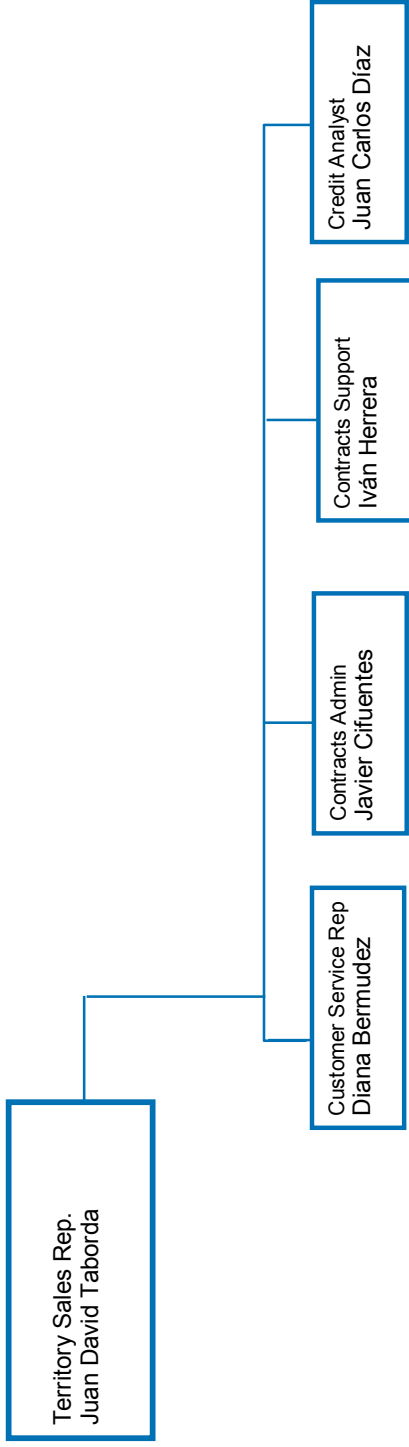 Territory Sales Rep.
Juan David Taborda
Customer Service Rep
Diana Bermudez
Contracts Admin
Javier Cifuentes
Contracts Support
Iván Herrera
Credit Analyst
Juan Carlos Díaz